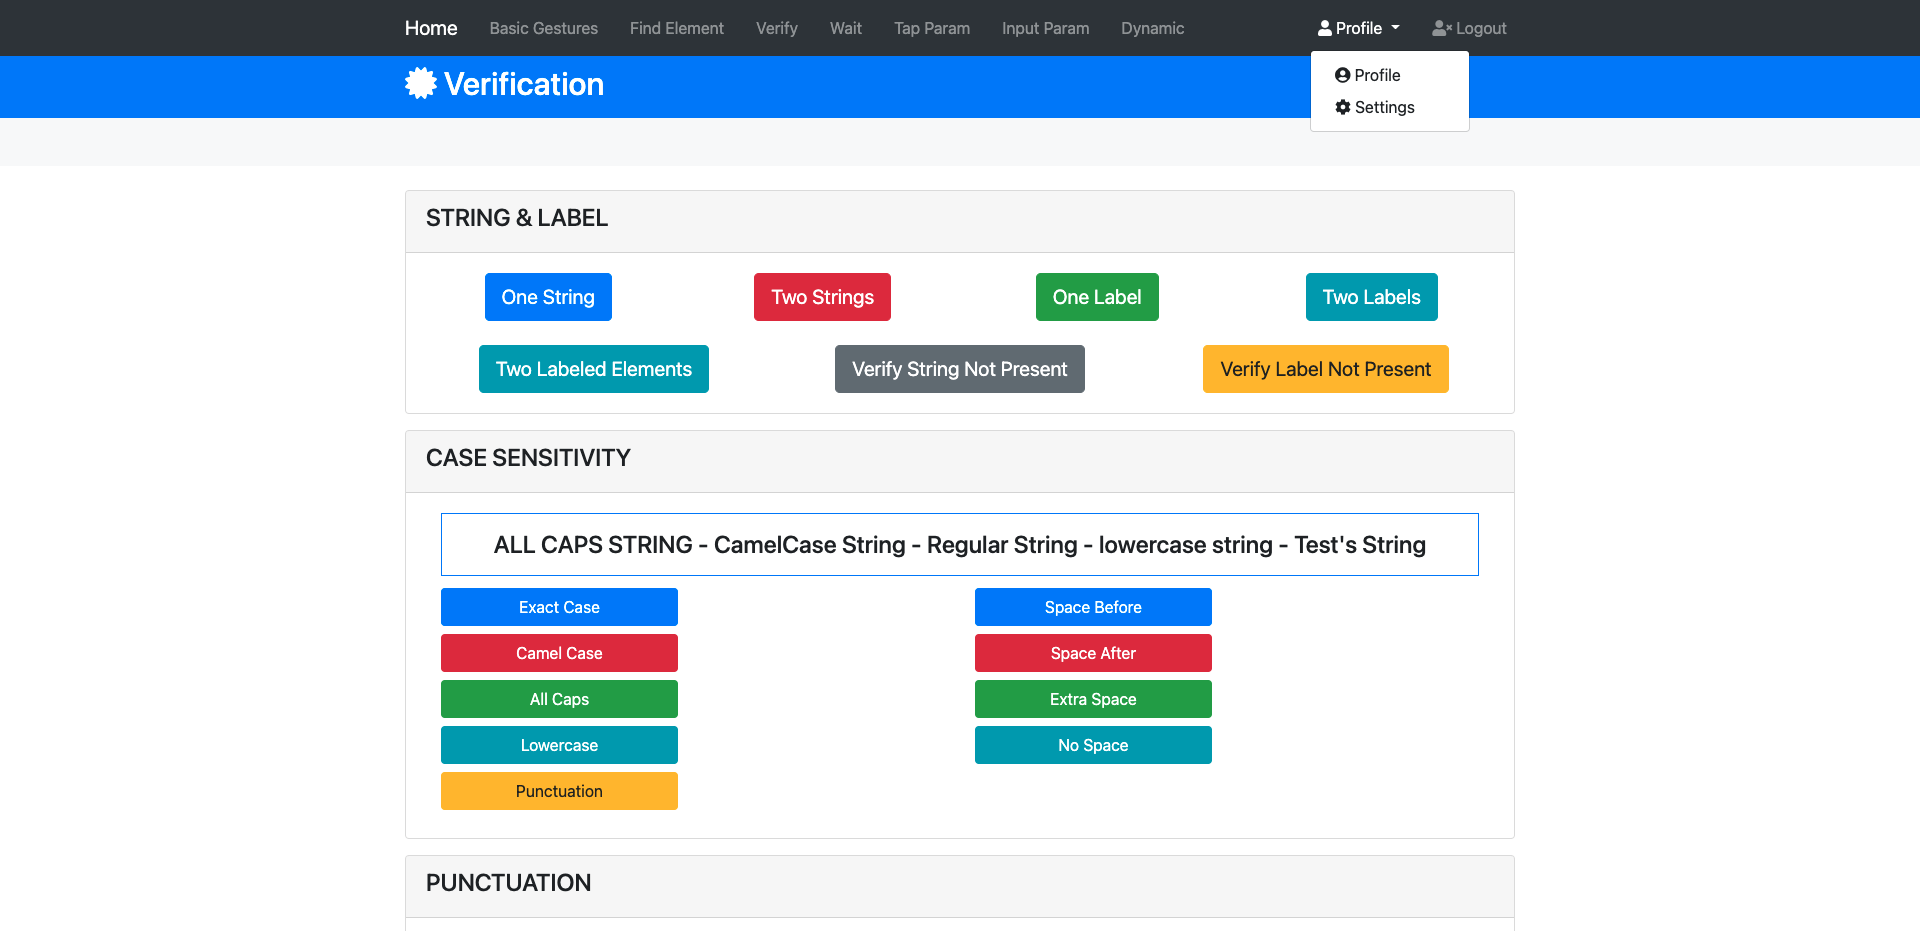 Home Basic Gestures Find Element Verify Wait Tap Param Input Param Dynamic Profile Logout
Profile
Settings
Verification
STRING & LABEL
One String Two Strings One Label Two Labels
Two Labeled Elements Verify String Not Present Verify Label Not Present
CASE SENSITIVITY
ALL CAPS STRING - CamelCase String - Regular String - lowercase string - Test's String
Exact Case Space Before
Camel Case Space After
All Caps Extra Space
Lowercase No Space
Punctuation
PUNCTUATION